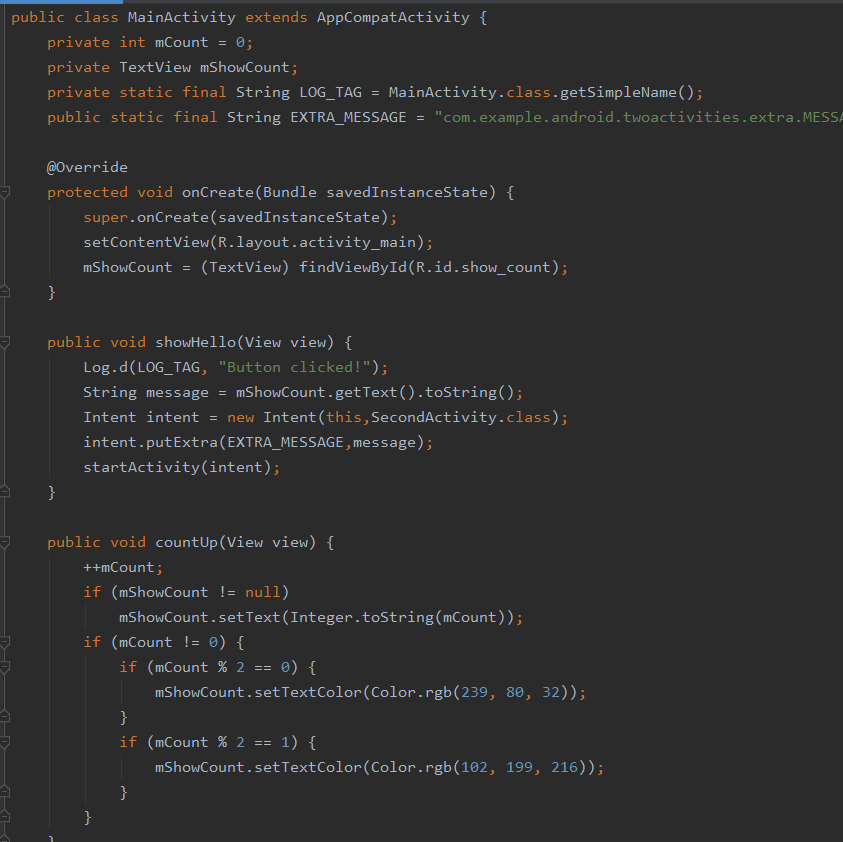 public class MainActivity extends AppCompatActivity {
    private int mCount = 0;
    private TextView mShowCount;
    private static final String LOG_TAG = MainActivity.class.getSimpleName();
    public static final String EXTRA_MESSAGE = "com.example.android.twoactivities.extra.MESSA
    @Override
    protected void onCreate(Bundle savedInstanceState) {
        super.onCreate(savedInstanceState);
        setContentView(R.layout.activity_main);
        mShowCount = (TextView) findViewById(R.id.show_count);
    }
    public void showHello(View view) {
        Log.d(LOG_TAG, "Button clicked!");
        String message = mShowCount.getText().toString();
        Intent intent = new Intent(this,SecondActivity.class);
        intent.putExtra(EXTRA_MESSAGE,message);
        startActivity(intent);
    }
    public void countUp(View view) {
        ++mCount;
        if (mShowCount != null)
            mShowCount.setText(Integer.toString(mCount));
        if (mCount != 0) {
            if (mCount % 2 == 0) {
                mShowCount.setTextColor(Color.rgb(239, 80, 32));
            }
            if (mCount % 2 == 1) {
                mShowCount.setTextColor(Color.rgb(102, 199, 216));
            }
        }
    }